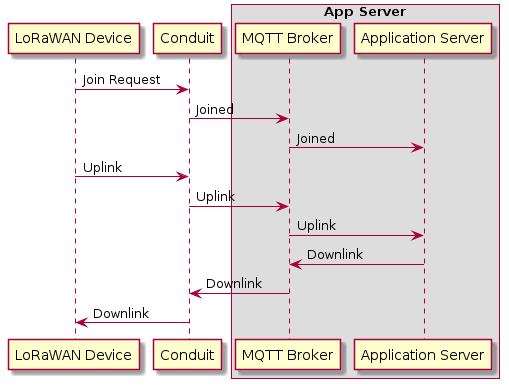 App Server
LoRaWAN Device
Conduit
MQTT Broker
Application Server
Join Request
Joined
Joined
Uplink
Uplink
Uplink
Downlink
Downlink
Downlink
LoRaWAN Device
Conduit
MQTT Broker
Application Server